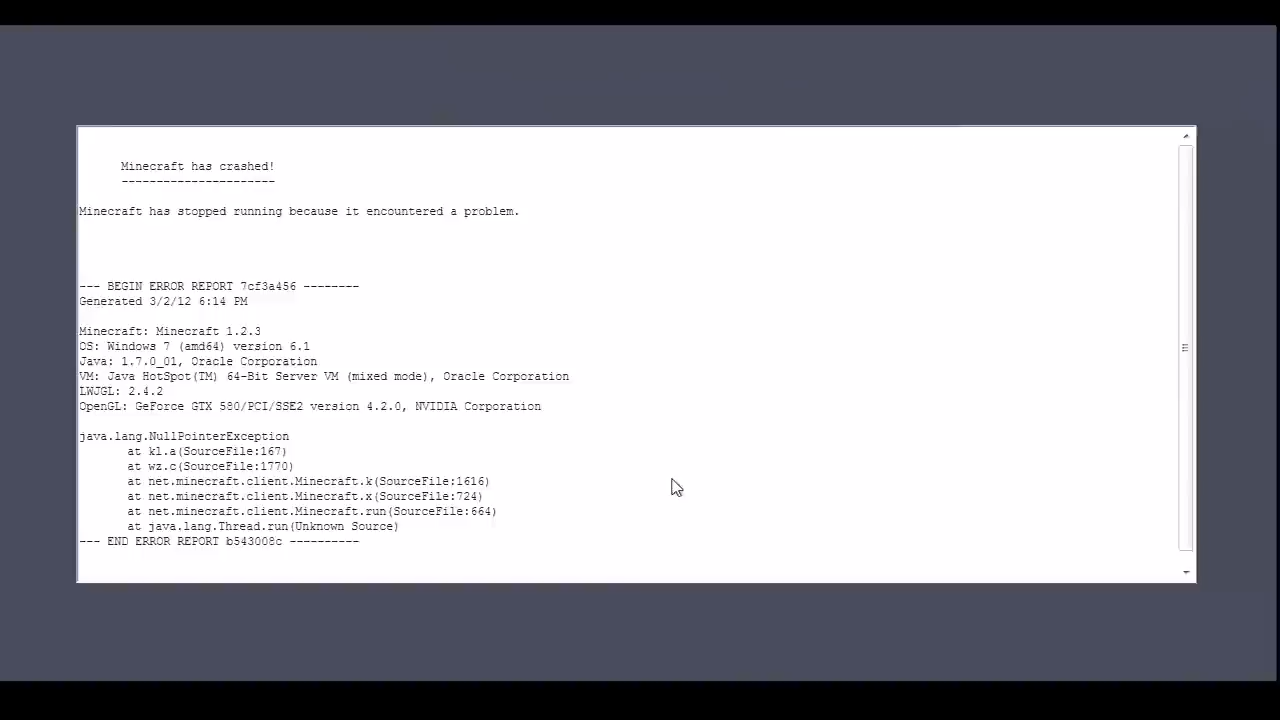 Minecraft has crashed!
----------------------
Minecraft has stopped running because it encountered a problem.
--- BEGIN ERROR REPORT 7cf3a456 --------
Generated 3/2/12 6:14 PM
Minecraft: Minecraft 1.2.3
OS: Windows 7 (amd64) version 6.1
Java: 1.7.0_01, Oracle Corporation
VM: Java HotSpot(TM) 64-Bit Server VM (mixed mode), Oracle Corporation
LWJGL: 2.4.2
OpenGL: GeForce GTX 580/PCI/SSE2 version 4.2.0, NVIDIA Corporation
java.lang.NullPointerException
at kl.a(SourceFile:167)
at wz.c(SourceFile:1770)
at net.minecraft.client.Minecraft.k(SourceFile:1616)
at net.minecraft.client.Minecraft.x(SourceFile:724)
at net.minecraft.client.Minecraft.run(SourceFile:664)
at java.lang.Thread.run(Unknown Source)
--- END ERROR REPORT b543008c ----------